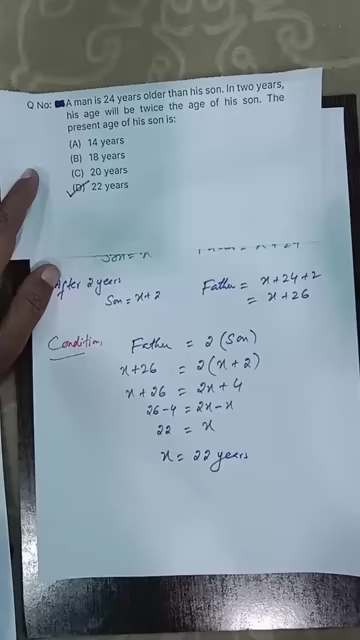 Q No: A man is 24 years older than his son. In two years,
his age will be twice the age of his son. The
present age of his son is:
(A) 14 years
(B) 18 years
(C) 20 years
(D) 22 years
Son = x
After 2 years
Son = x + 2
Father = x + 24 + 2
= x + 26
Condition,
Father = 2 (Son)
x + 26 = 2(x + 2)
x + 26 = 2x + 4
26 - 4 = 2x - x
22 = x
x = 22 years